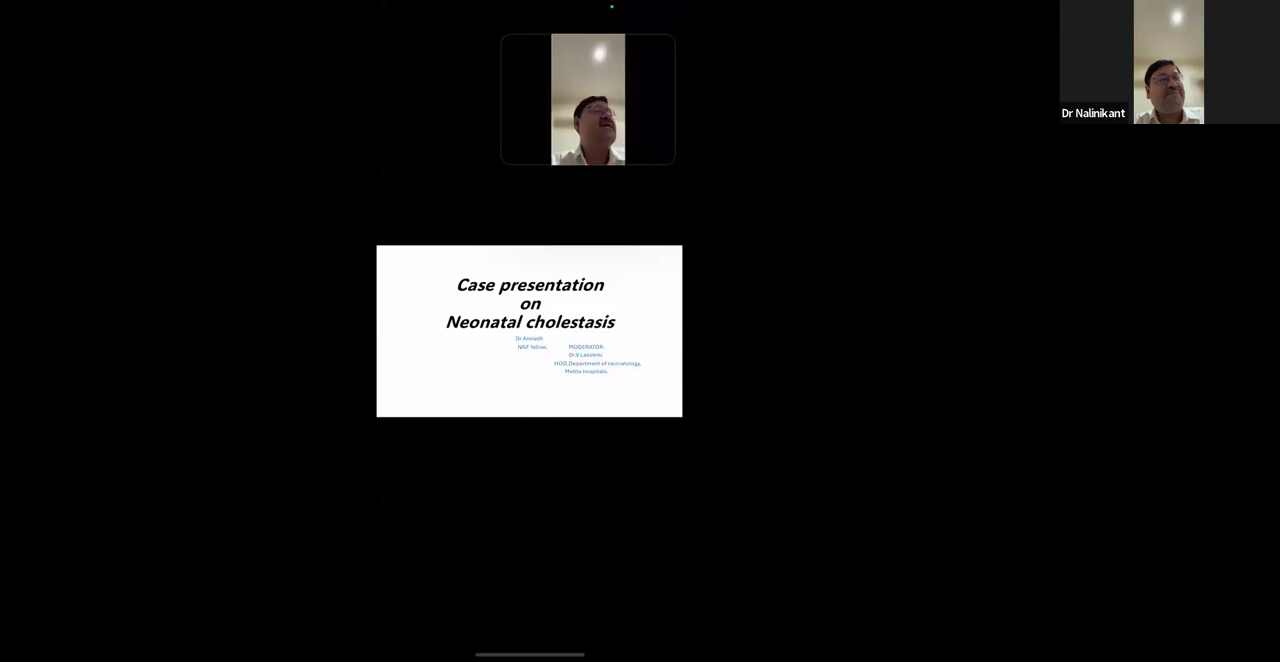 Dr Nalinikant
Case presentation
on
Neonatal cholestasis
Dr.Anirudh
NNF fellow.
MODERATOR:
Dr.V.Lakshmi
HOD,Department of neonatology,
Mehta hospitals.